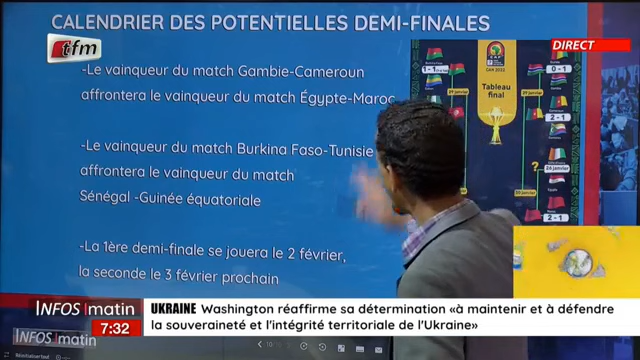 CALENDRIER DES POTENTIELLES DEMI-FINALES
tfm
DIRECT
-Le vainqueur du match Gambie-Cameroun
affrontera le vainqueur du match Égypte-Maroc
-Le vainqueur du match Burkina Faso-Tunisie
affrontera le vainqueur du match
Sénégal -Guinée équatoriale
-La 1ère demi-finale se jouera le 2 février,
la seconde le 3 février prochain
Tableau
final
1 - 1
0 - 1
2 - 1
?
2 - 1
INFOS matin
7:32
UKRAINE Washington réaffirme sa détermination «à maintenir et à défendre
la souveraineté et l'intégrité territoriale de l'Ukraine»
INFOS matin